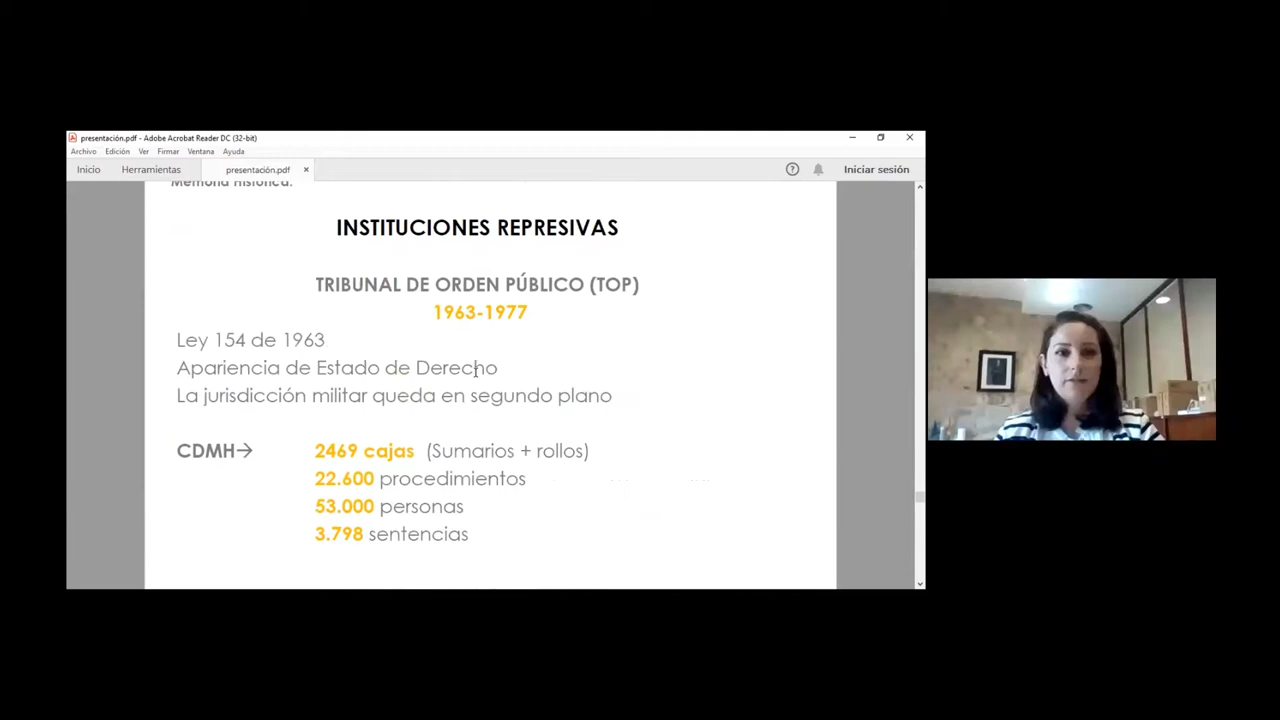 presentación.pdf - Adobe Acrobat Reader DC (32-bit)
Archivo Edición Ver Firmar Ventana Ayuda
Inicio Herramientas presentación.pdf Iniciar sesión
Memoria Histórica.
INSTITUCIONES REPRESIVAS
TRIBUNAL DE ORDEN PÚBLICO (TOP)
1963-1977
Ley 154 de 1963
Apariencia de Estado de Derecho
La jurisdicción militar queda en segundo plano
CDMH→ 2469 cajas (Sumarios + rollos)
22.600 procedimientos
53.000 personas
3.798 sentencias